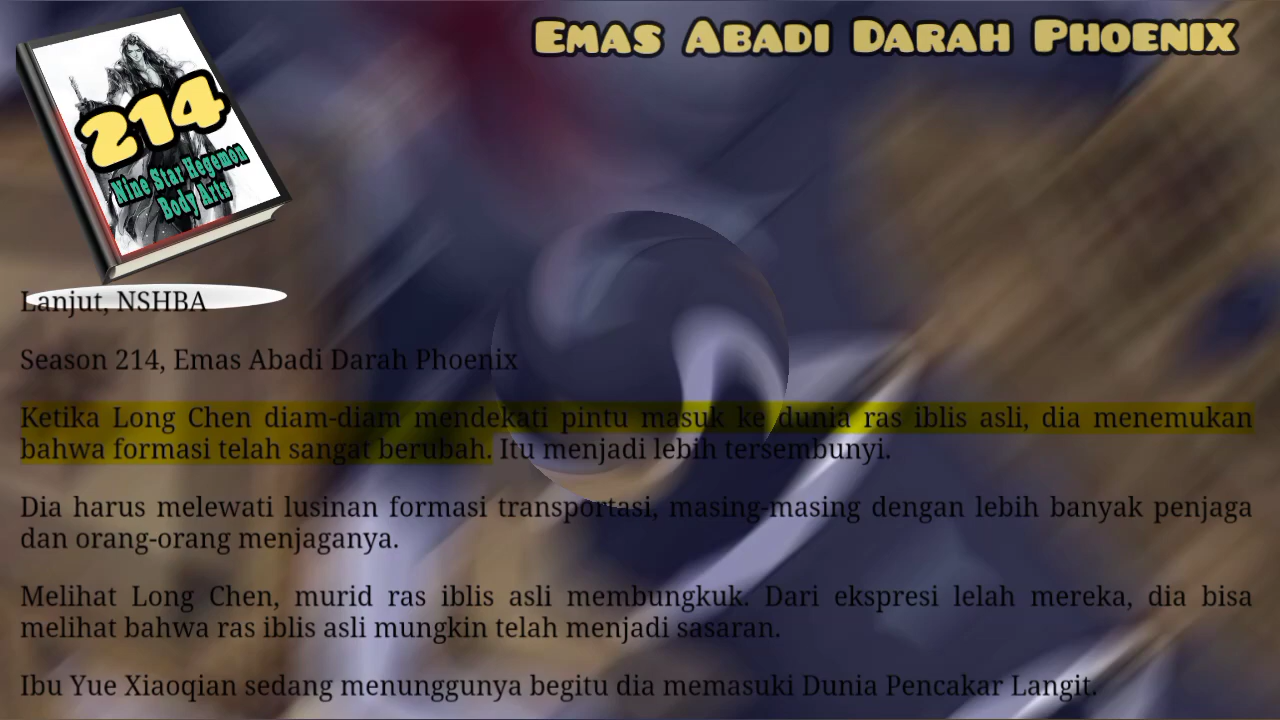 Emas Abadi Darah Phoenix
214
Nine Star Hegemon
Body Arts
Lanjut, NSHBA
Season 214, Emas Abadi Darah Phoenix
Ketika Long Chen diam-diam mendekati pintu masuk ke dunia ras iblis asli, dia menemukan
bahwa formasi telah sangat berubah. Itu menjadi lebih tersembunyi.
Dia harus melewati lusinan formasi transportasi, masing-masing dengan lebih banyak penjaga
dan orang-orang menjaganya.
Melihat Long Chen, murid ras iblis asli membungkuk. Dari ekspresi lelah mereka, dia bisa
melihat bahwa ras iblis asli mungkin telah menjadi sasaran.
Ibu Yue Xiaoqian sedang menunggunya begitu dia memasuki Dunia Pencakar Langit.